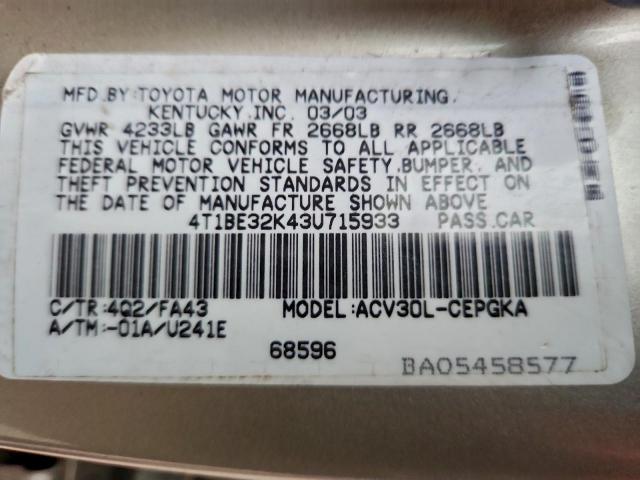 MFD.BY:TOYOTA MOTOR MANUFACTURING,
KENTUCKY,INC. 03/03
GVWR 4233LB GAWR FR 2668LB RR 2668LB
THIS VEHICLE CONFORMS TO ALL APPLICABLE
FEDERAL MOTOR VEHICLE SAFETY,BUMPER, AND
THEFT PREVENTION STANDARDS IN EFFECT ON
THE DATE OF MANUFACTURE SHOWN ABOVE
4T1BE32K43U715933 PASS.CAR
C/TR:4Q2/FA43 MODEL:ACV30L-CEPGKA
A/TM:-01A/U241E
68596
BA05458577